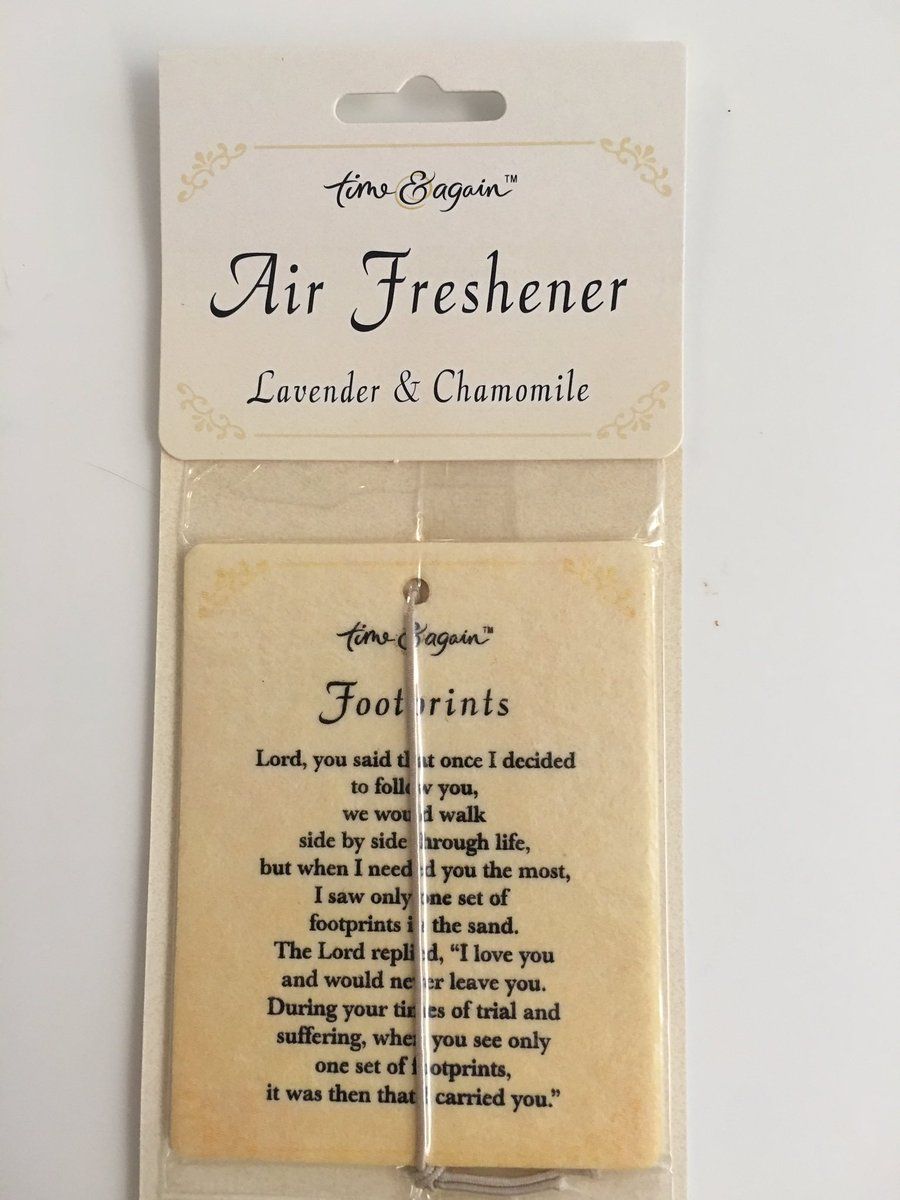 time & again™
Air Freshener
Lavender & Chamomile
time & again™
Footprints
Lord, you said that once I decided
to follow you,
we would walk
side by side through life,
but when I needed you the most,
I saw only one set of
footprints in the sand.
The Lord replied, “I love you
and would never leave you.
During your times of trial and
suffering, when you see only
one set of footprints,
it was then that I carried you.”